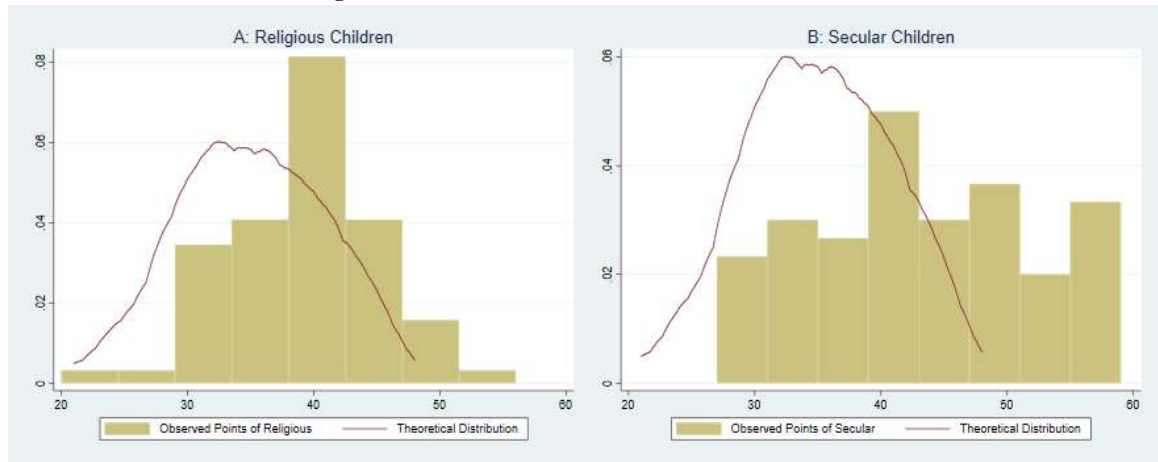 A: Religious Children
.08
.06
.04
.02
0
20 30 40 50 60
Observed Points of Religious Theoretical Distribution
B: Secular Children
.06
.04
.02
0
20 30 40 50 60
Observed Points of Secular Theoretical Distribution